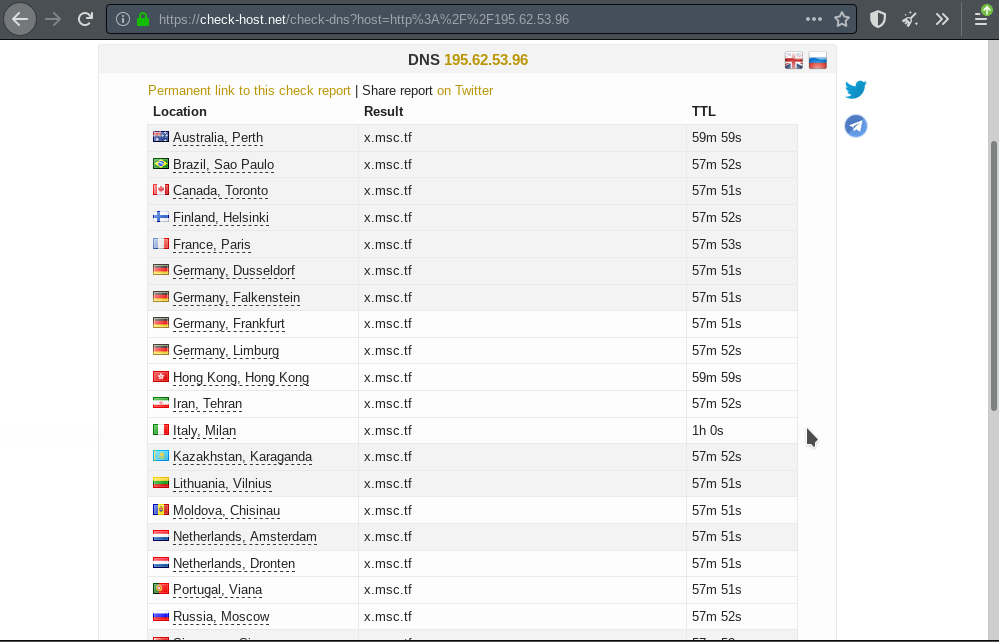 https://check-host.net/check-dns?host=http%3A%2F%2F195.62.53.96
DNS 195.62.53.96
Permanent link to this check report | Share report on Twitter
Location Result TTL
Australia, Perth x.msc.tf 59m 59s
Brazil, Sao Paulo x.msc.tf 57m 52s
Canada, Toronto x.msc.tf 57m 51s
Finland, Helsinki x.msc.tf 57m 52s
France, Paris x.msc.tf 57m 53s
Germany, Dusseldorf x.msc.tf 57m 51s
Germany, Falkenstein x.msc.tf 57m 51s
Germany, Frankfurt x.msc.tf 57m 51s
Germany, Limburg x.msc.tf 57m 52s
Hong Kong, Hong Kong x.msc.tf 59m 59s
Iran, Tehran x.msc.tf 57m 52s
Italy, Milan x.msc.tf 1h 0s
Kazakhstan, Karaganda x.msc.tf 57m 52s
Lithuania, Vilnius x.msc.tf 57m 51s
Moldova, Chisinau x.msc.tf 57m 51s
Netherlands, Amsterdam x.msc.tf 57m 51s
Netherlands, Dronten x.msc.tf 57m 51s
Portugal, Viana x.msc.tf 57m 51s
Russia, Moscow x.msc.tf 57m 52s